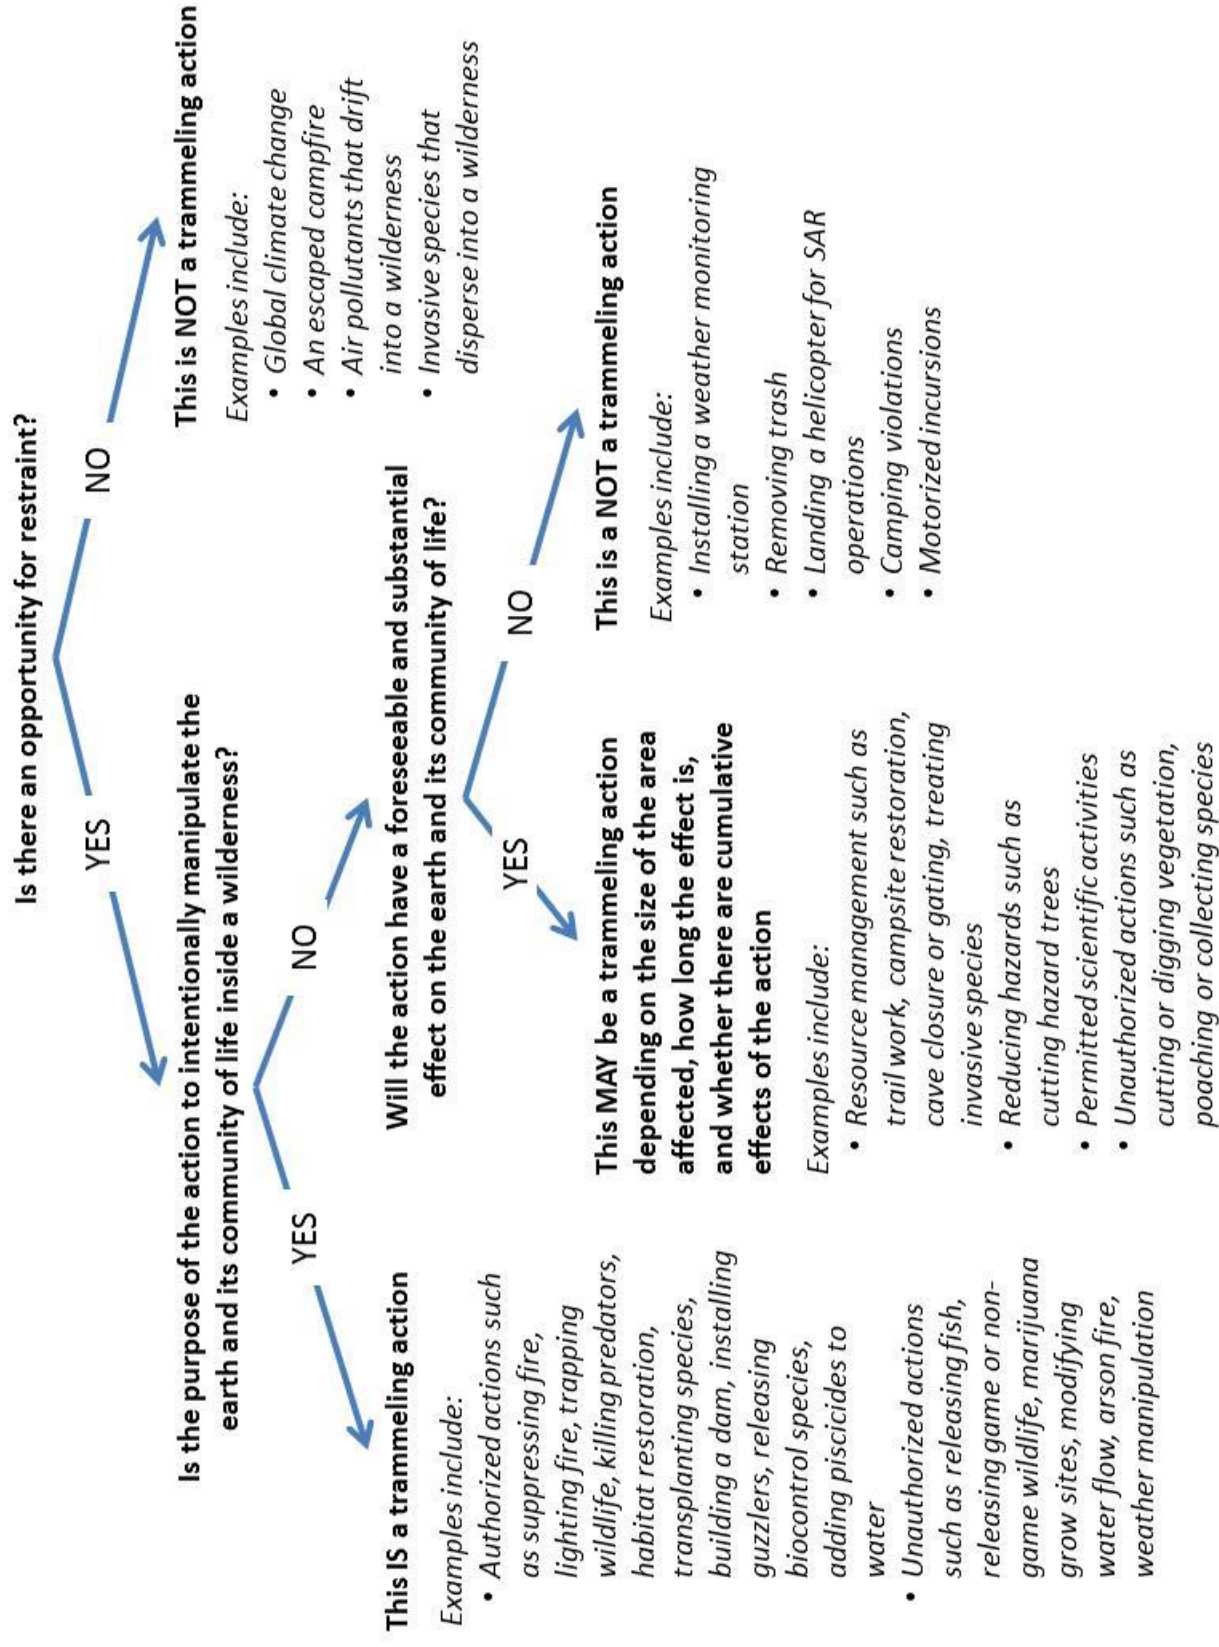 Is there an opportunity for restraint?
YES
NO
Is the purpose of the action to intentionally manipulate the
earth and its community of life inside a wilderness?
This is NOT a trammeling action
Examples include:
• Global climate change
• An escaped campfire
• Air pollutants that drift
into a wilderness
• Invasive species that
disperse into a wilderness
YES
NO
This IS a trammeling action
Examples include:
• Authorized actions such
as suppressing fire,
lighting fire, trapping
wildlife, killing predators,
habitat restoration,
transplanting species,
building a dam, installing
guzzlers, releasing
biocontrol species,
adding piscicides to
water
• Unauthorized actions
such as releasing fish,
releasing game or non-
game wildlife, marijuana
grow sites, modifying
water flow, arson fire,
weather manipulation
Will the action have a foreseeable and substantial
effect on the earth and its community of life?
YES
NO
This MAY be a trammeling action
depending on the size of the area
affected, how long the effect is,
and whether there are cumulative
effects of the action
Examples include:
• Resource management such as
trail work, campsite restoration,
cave closure or gating, treating
invasive species
• Reducing hazards such as
cutting hazard trees
• Permitted scientific activities
• Unauthorized actions such as
cutting or digging vegetation,
poaching or collecting species
This is a NOT a trammeling action
Examples include:
• Installing a weather monitoring
station
• Removing trash
• Landing a helicopter for SAR
operations
• Camping violations
• Motorized incursions